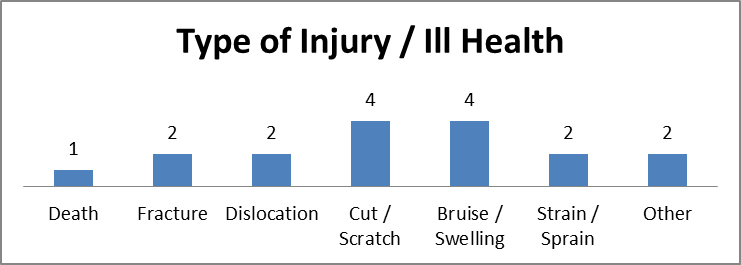 Type of Injury / Ill Health
4
4
2
2
2
2
1
Death
Fracture
Dislocation
Cut /
Scratch
Bruise /
Swelling
Strain /
Sprain
Other